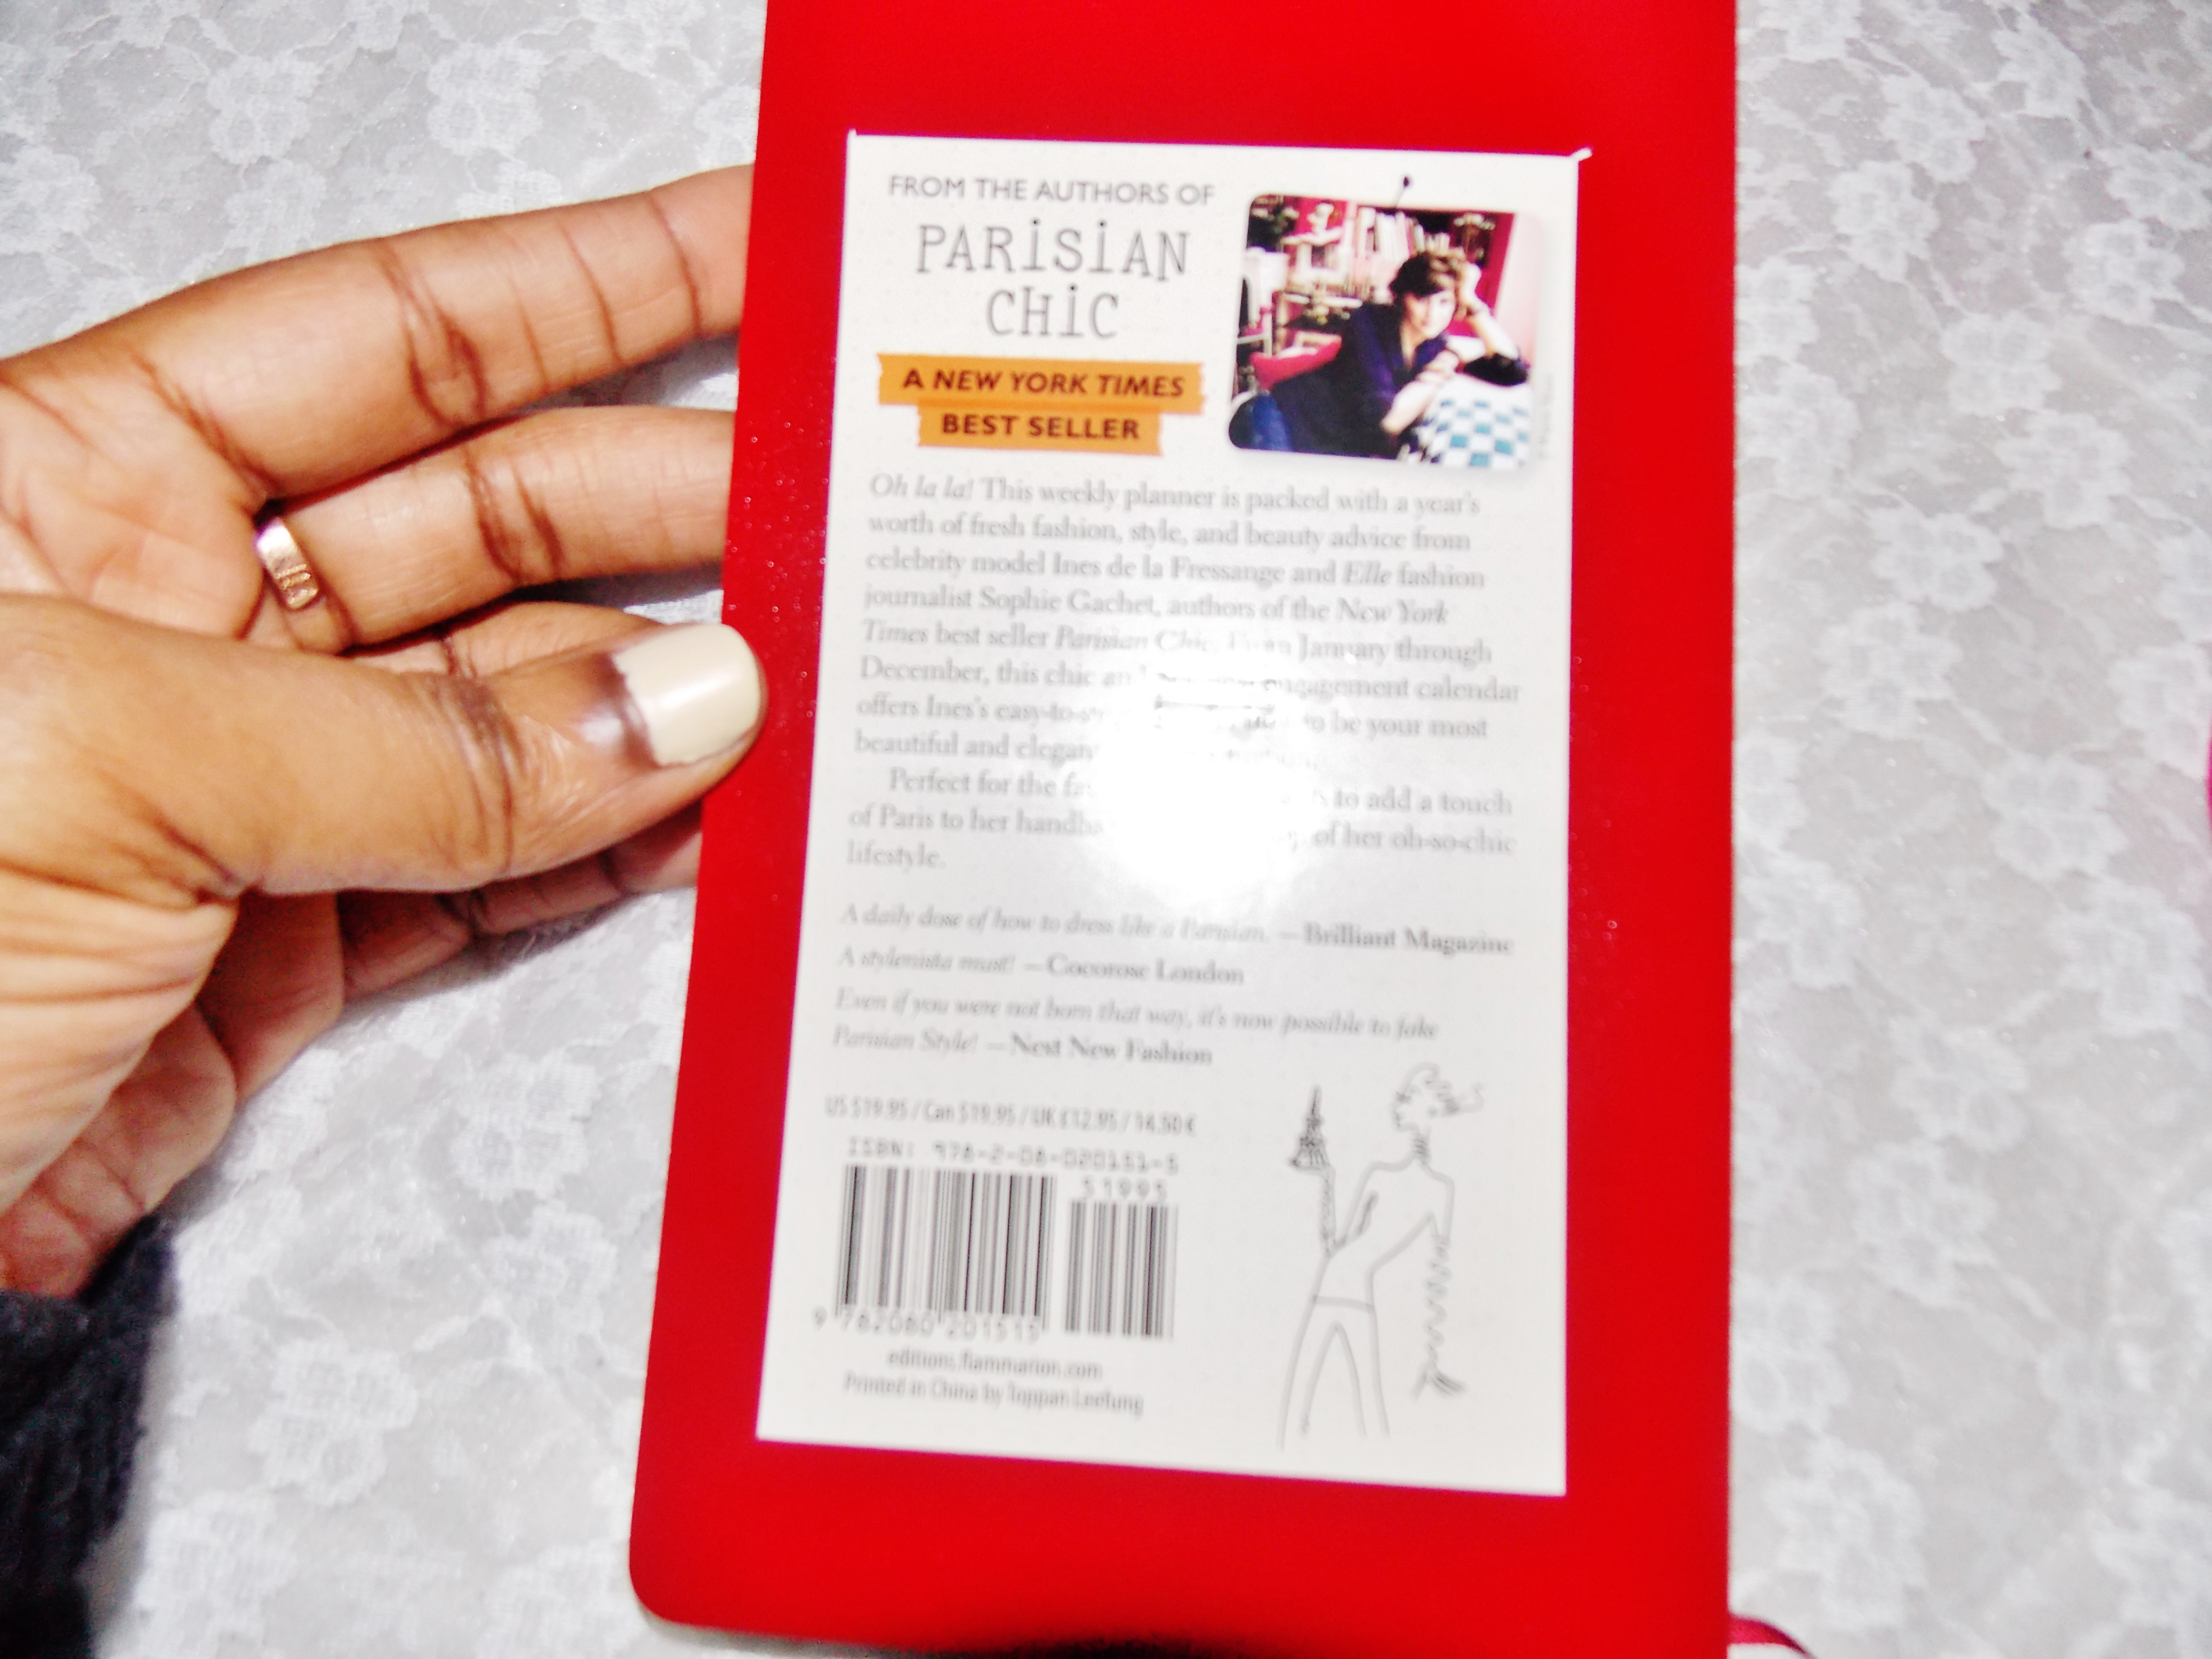 FROM THE AUTHORS OF
PARiSiAN
CHiC
A NEW YORK TIMES
BEST SELLER
Oh la la! This weekly planner is packed with a year's
worth of fresh fashion, style, and beauty advice from
celebrity model Ines de la Fressange and Elle fashion
journalist Sophie Gachet, authors of the New York
Times best seller Parisian Chic. From January through
December, this chic and engagement calendar
offers Ines's to be your most
beautiful and elegant
Perfect for the to add a touch
of Paris to her of her oh-so-chic
lifestyle.
A daily dose of how to dress like a Parisian. —Brilliant Magazine
A stylenista must! —Cocorose London
Even if you were not born that way, it's now possible to fake
Parisian Style! —Next New Fashion
US $19.95 / Can $19.95 / UK £12.95 / 14,50 €
ISBN: 978-2-08-020151-5
51995
9 782080 201515
editions.flammarion.com
Printed in China by Toppan Leefung